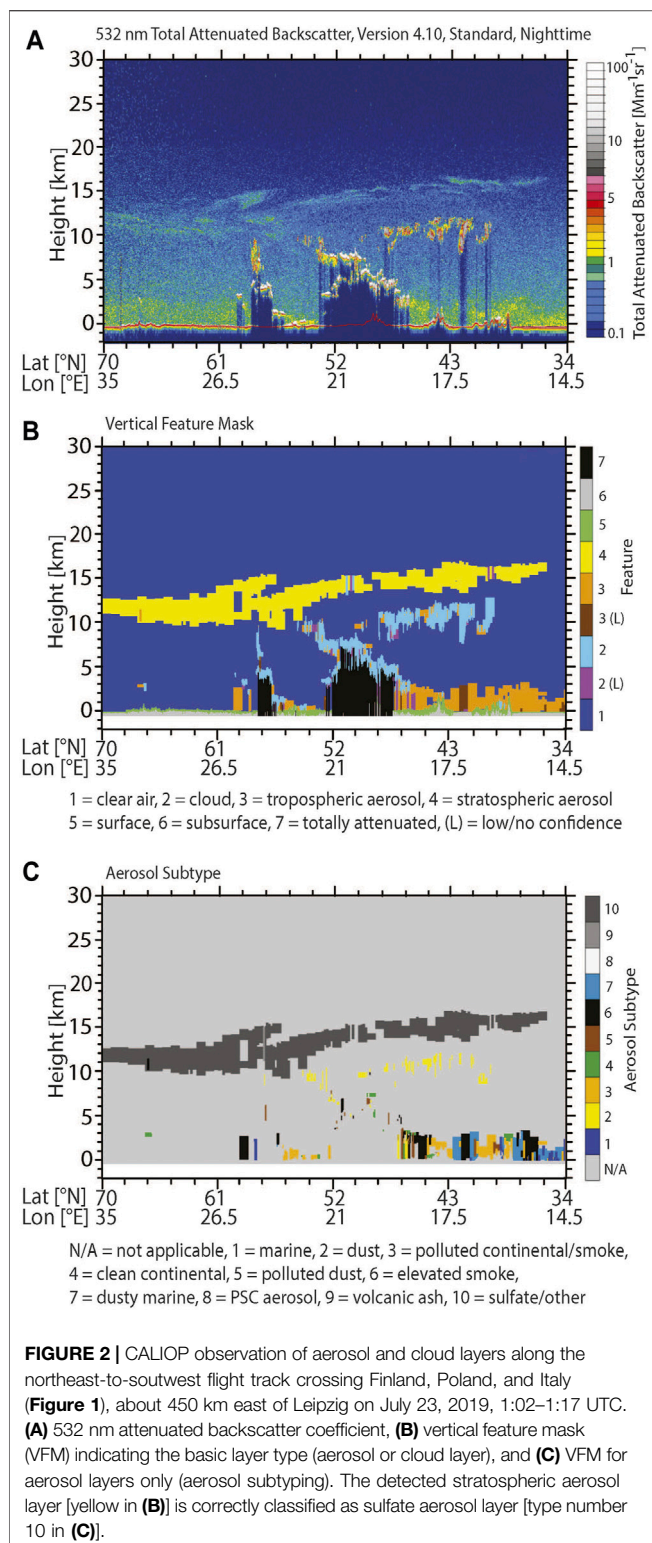 A
532 nm Total Attenuated Backscatter, Version 4.10, Standard, Nighttime
30
25
20
15
10
5
0
Height [km]
100
10
5
1
0.1
Total Attenuated Backscatter [Mm⁻¹sr⁻¹]
70 61 52 43 34
Lat [°N]
35 26.5 21 17.5 14.5
Lon [°E]
B
Vertical Feature Mask
30
25
20
15
10
5
0
Height [km]
7
6
5
4
3
3 (L)
2
2 (L)
1
Feature
Lat [°N] 70 61 52 43 34
Lon [°E] 35 26.5 21 17.5 14.5
1 = clear air, 2 = cloud, 3 = tropospheric aerosol, 4 = stratospheric aerosol
5 = surface, 6 = subsurface, 7 = totally attenuated, (L) = low/no confidence
C
Aerosol Subtype
30
25
20
15
10
5
0
Height [km]
10
9
8
7
6
5
4
3
2
1
N/A
Aerosol Subtype
Lat [°N] 70 61 52 43 34
Lon [°E] 35 26.5 21 17.5 14.5
N/A = not applicable, 1 = marine, 2 = dust, 3 = polluted continental/smoke,
4 = clean continental, 5 = polluted dust, 6 = elevated smoke,
7 = dusty marine, 8 = PSC aerosol, 9 = volcanic ash, 10 = sulfate/other
FIGURE 2 | CALIOP observation of aerosol and cloud layers along the
northeast-to-soutwest flight track crossing Finland, Poland, and Italy
(Figure 1), about 450 km east of Leipzig on July 23, 2019, 1:02–1:17 UTC.
(A) 532 nm attenuated backscatter coefficient, (B) vertical feature mask
(VFM) indicating the basic layer type (aerosol or cloud layer), and (C) VFM for
aerosol layers only (aerosol subtyping). The detected stratospheric aerosol
layer [yellow in (B)] is correctly classified as sulfate aerosol layer [type number
10 in (C)].